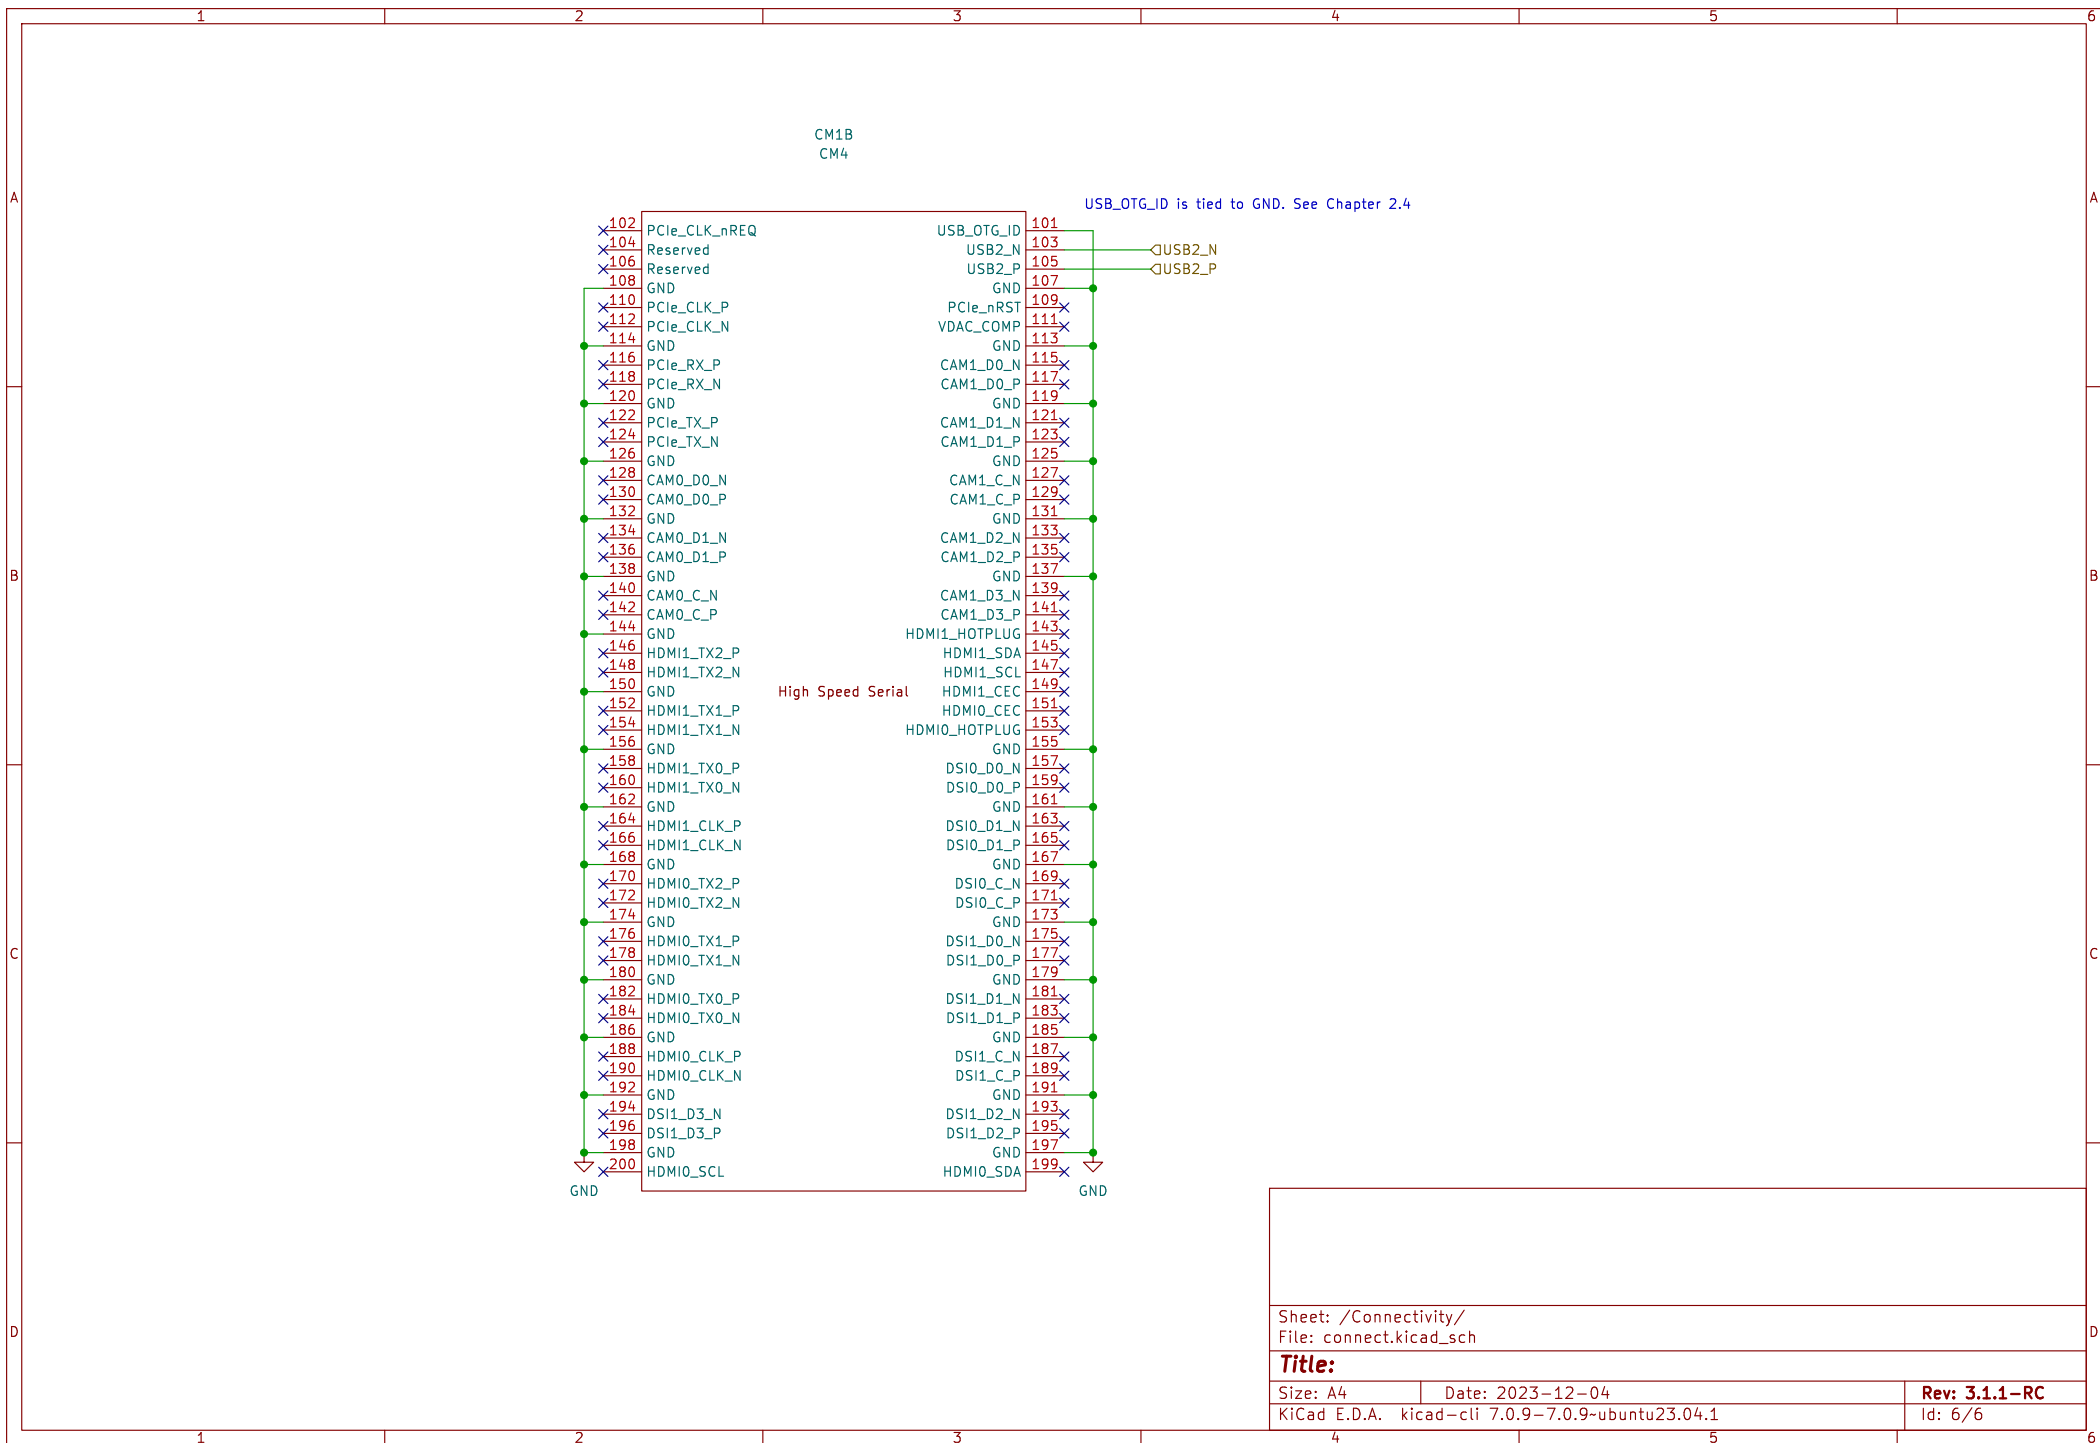 1 2 3 4 5 6
CM1B
CM4
A A
USB_OTG_ID is tied to GND. See Chapter 2.4
102 PCIe_CLK_nREQ USB_OTG_ID 101
104 Reserved USB2_N 103 USB2_N
106 Reserved USB2_P 105 USB2_P
108 GND GND 107
110 PCIe_CLK_P PCIe_nRST 109
112 PCIe_CLK_N VDAC_COMP 111
114 GND GND 113
116 PCIe_RX_P CAM1_D0_N 115
118 PCIe_RX_N CAM1_D0_P 117
120 GND GND 119
122 PCIe_TX_P CAM1_D1_N 121
124 PCIe_TX_N CAM1_D1_P 123
126 GND GND 125
128 CAM0_D0_N CAM1_C_N 127
130 CAM0_D0_P CAM1_C_P 129
132 GND GND 131
134 CAM0_D1_N CAM1_D2_N 133
136 CAM0_D1_P CAM1_D2_P 135
B 138 GND GND 137 B
140 CAM0_C_N CAM1_D3_N 139
142 CAM0_C_P CAM1_D3_P 141
144 GND HDMI1_HOTPLUG 143
146 HDMI1_TX2_P HDMI1_SDA 145
148 HDMI1_TX2_N HDMI1_SCL 147
150 GND High Speed Serial HDMI1_CEC 149
152 HDMI1_TX1_P HDMI0_CEC 151
154 HDMI1_TX1_N HDMI0_HOTPLUG 153
156 GND GND 155
158 HDMI1_TX0_P DSI0_D0_N 157
160 HDMI1_TX0_N DSI0_D0_P 159
162 GND GND 161
164 HDMI1_CLK_P DSI0_D1_N 163
166 HDMI1_CLK_N DSI0_D1_P 165
168 GND GND 167
170 HDMI0_TX2_P DSI0_C_N 169
172 HDMI0_TX2_N DSI0_C_P 171
174 GND GND 173
176 HDMI0_TX1_P DSI1_D0_N 175
C 178 HDMI0_TX1_N DSI1_D0_P 177 C
180 GND GND 179
182 HDMI0_TX0_P DSI1_D1_N 181
184 HDMI0_TX0_N DSI1_D1_P 183
186 GND GND 185
188 HDMI0_CLK_P DSI1_C_N 187
190 HDMI0_CLK_N DSI1_C_P 189
192 GND GND 191
194 DSI1_D3_N DSI1_D2_N 193
196 DSI1_D3_P DSI1_D2_P 195
198 GND GND 197
200 HDMI0_SCL HDMI0_SDA 199
GND GND
Sheet: /Connectivity/
D D
File: connect.kicad_sch
Title:
Size: A4 Date: 2023-12-04 Rev: 3.1.1-RC
KiCad E.D.A. kicad-cli 7.0.9-7.0.9~ubuntu23.04.1 Id: 6/6
1 2 3 4 5 6